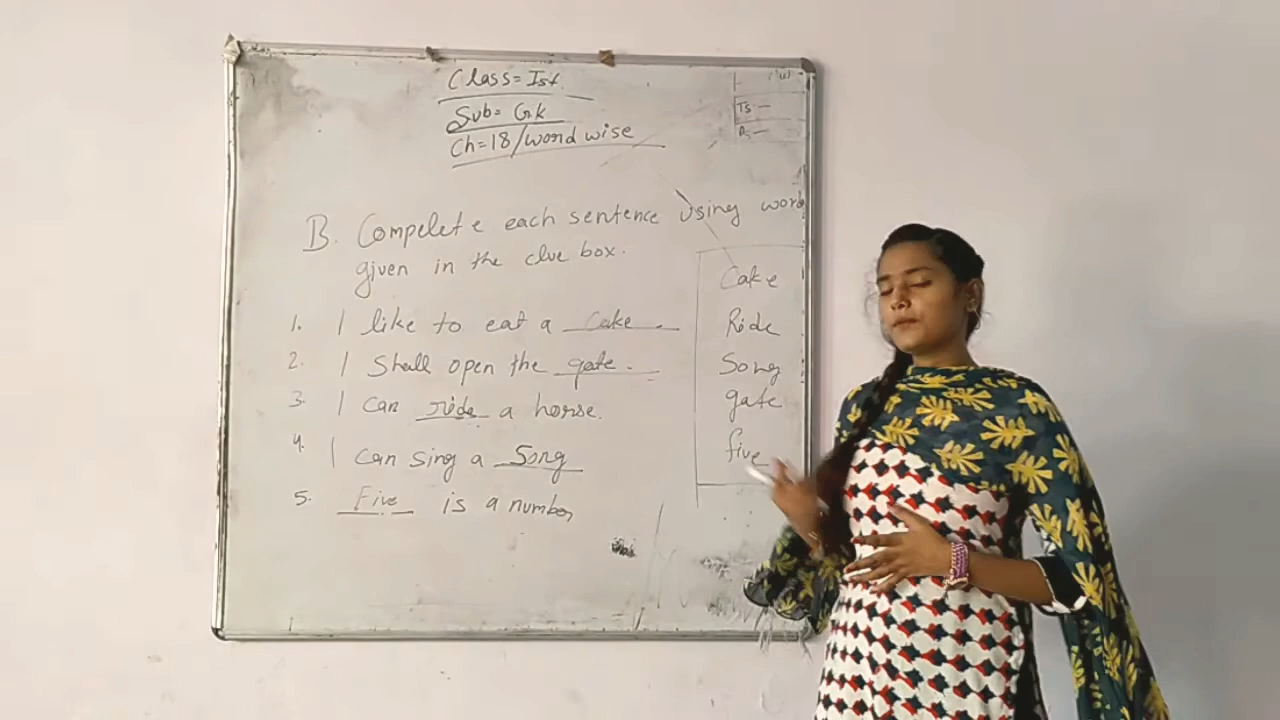 Class = Ist.
Sub = G.k
Ch = 18/word wise
Ts -
B. Compelete each sentence using word
given in the clue box.
1. I like to eat a cake.
2. I Shall open the gate.
3. I can ride a horse.
4. I can sing a Song
5. Five is a number
Cake
Ride
Song
gate
five